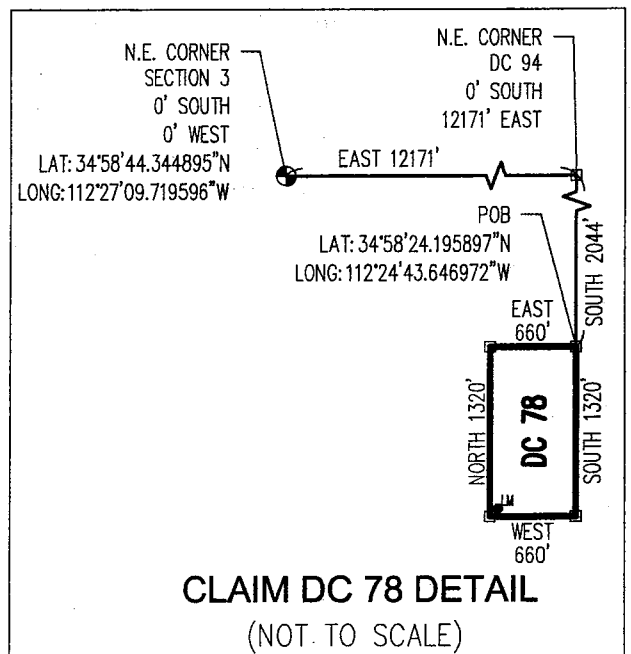 N.E. CORNER
SECTION 3
0' SOUTH
0' WEST
LAT: 34°58'44.344895"N
LONG: 112°27'09.719596"W
EAST 12171'
N.E. CORNER
DC 94
0' SOUTH
12171' EAST
POB
LAT: 34°58'24.195897"N
LONG: 112°24'43.646972"W
SOUTH 2044'
EAST
660'
NORTH 1320'
DC 78
SOUTH 1320'
LM
WEST
660'
CLAIM DC 78 DETAIL
(NOT TO SCALE)